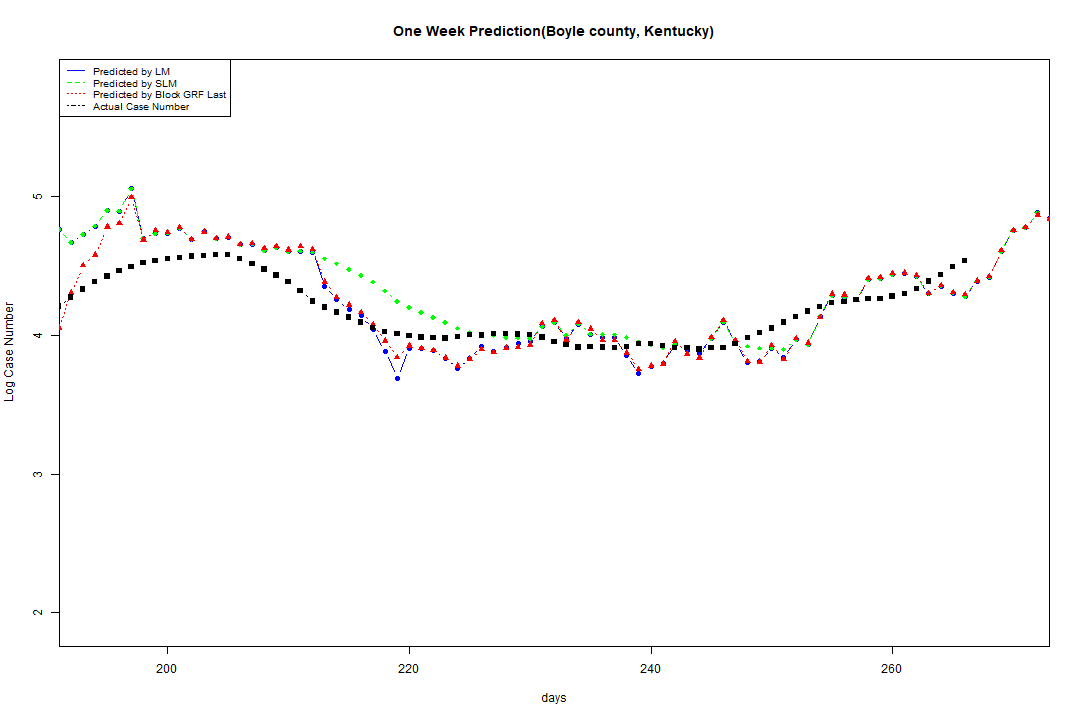 One Week Prediction(Boyle county, Kentucky)
Predicted by LM
Predicted by SLM
Predicted by Block GRF Last
Actual Case Number
5
4
3
2
Log Case Number
200 220 240 260
days